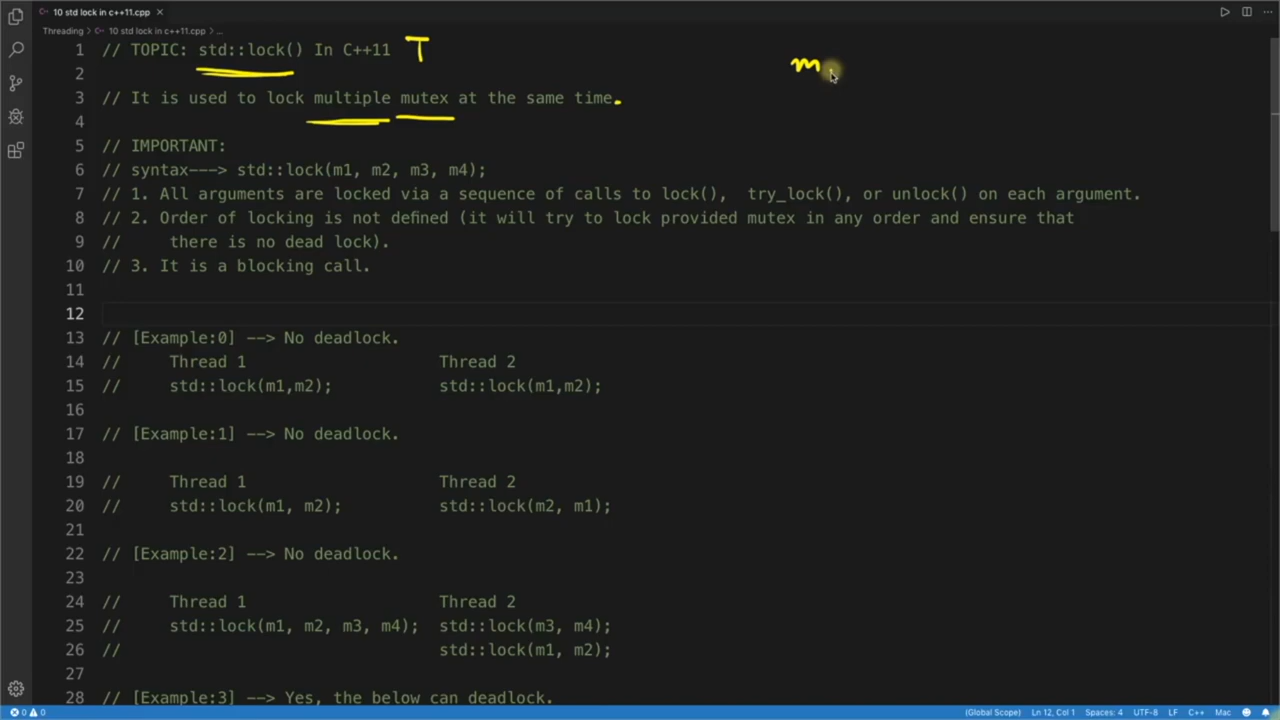 10 std lock in c++11.cpp
Threading > 10 std lock in c++11.cpp > ...
1 // TOPIC: std::lock() In C++11 T
2 m
3 // It is used to lock multiple mutex at the same time.
4
5 // IMPORTANT:
6 // syntax---> std::lock(m1, m2, m3, m4);
7 // 1. All arguments are locked via a sequence of calls to lock(), try_lock(), or unlock() on each argument.
8 // 2. Order of locking is not defined (it will try to lock provided mutex in any order and ensure that
9 // there is no dead lock).
10 // 3. It is a blocking call.
11
12
13 // [Example:0] --> No deadlock.
14 // Thread 1 Thread 2
15 // std::lock(m1,m2); std::lock(m1,m2);
16
17 // [Example:1] --> No deadlock.
18
19 // Thread 1 Thread 2
20 // std::lock(m1, m2); std::lock(m2, m1);
21
22 // [Example:2] --> No deadlock.
23
24 // Thread 1 Thread 2
25 // std::lock(m1, m2, m3, m4); std::lock(m3, m4);
26 // std::lock(m1, m2);
27
28 // [Example:3] --> Yes, the below can deadlock.
0 0 (Global Scope) Ln 12, Col 1 Spaces: 4 UTF-8 LF C++ Mac